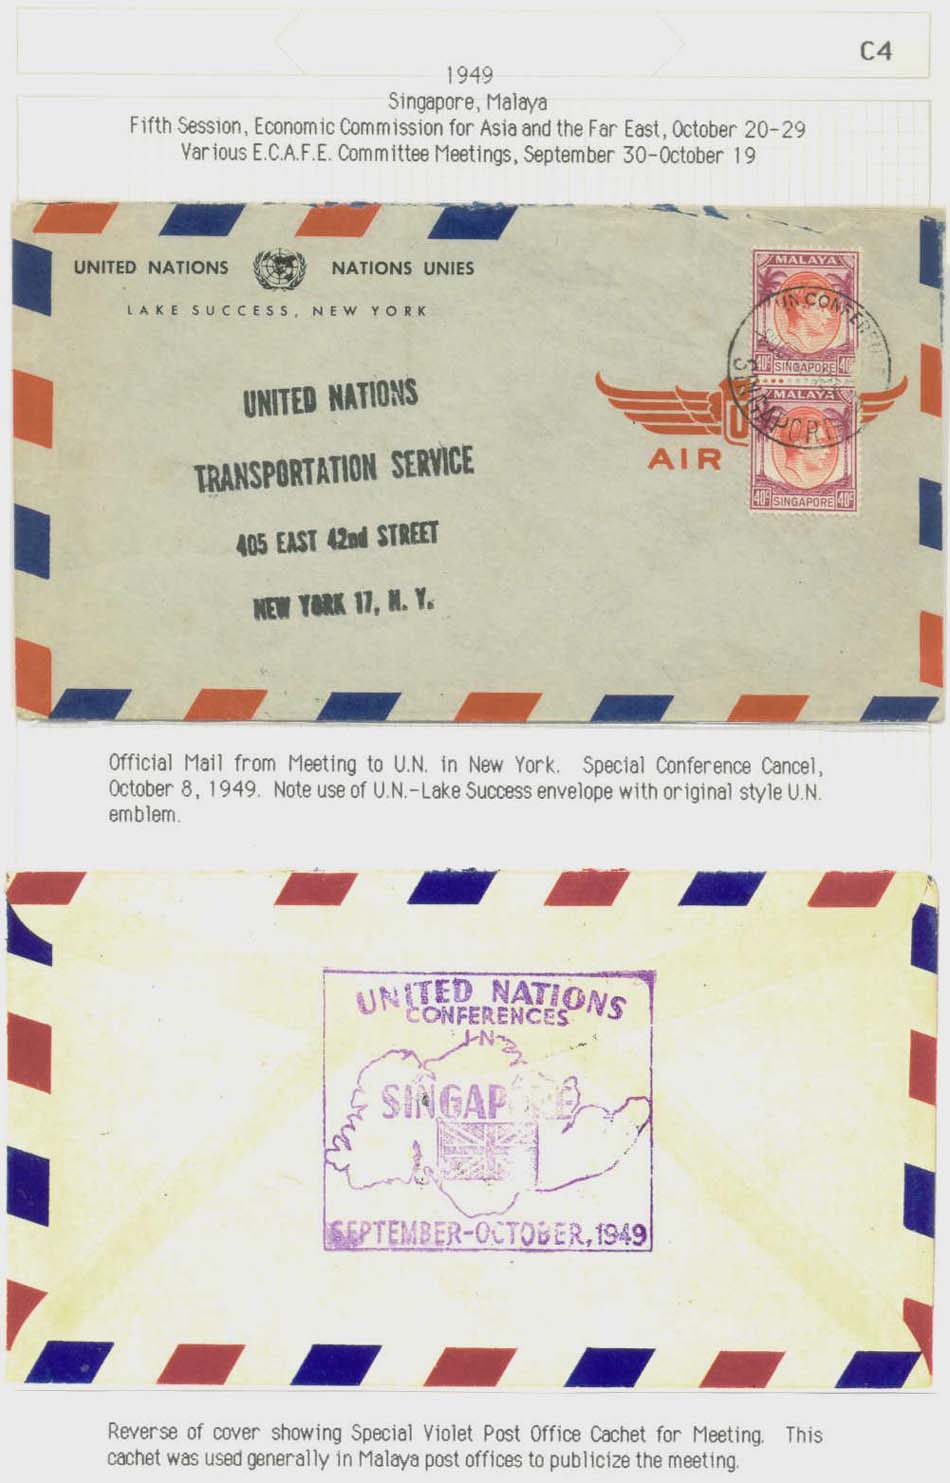 C4
1949
Singapore, Malaya
Fifth Session, Economic Commission for Asia and the Far East, October 20-29
Various E.C.A.F.E. Committee Meetings, September 30-October 19
UNITED NATIONS NATIONS UNIES
LAKE SUCCESS, NEW YORK
MALAYA
UN CONFERENCE
40c SINGAPORE 40c
SINGAPORE
MALAYA
40c SINGAPORE 40c
AIR
UNITED NATIONS
TRANSPORTATION SERVICE
405 EAST 42nd STREET
NEW YORK 17, N. Y.
Official Mail from Meeting to U.N. in New York. Special Conference Cancel,
October 8, 1949. Note use of U.N.-Lake Success envelope with original style U.N.
emblem.
UNITED NATIONS
CONFERENCES
IN
SINGAPORE
SEPTEMBER-OCTOBER, 1949
Reverse of cover showing Special Violet Post Office Cachet for Meeting. This
cachet was used generally in Malaya post offices to publicize the meeting.